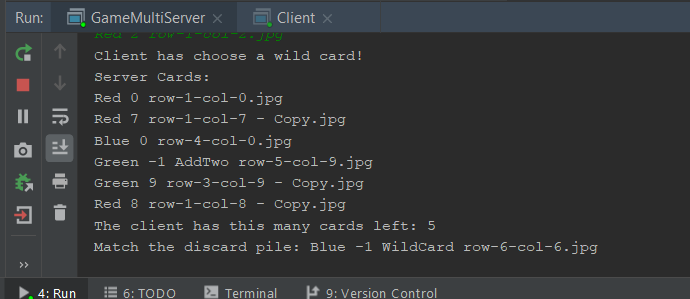 Run: GameMultiServer Client
Red 2 row-1-col-2.jpg
Client has choose a wild card!
Server Cards:
Red 0 row-1-col-0.jpg
Red 7 row-1-col-7 - Copy.jpg
Blue 0 row-4-col-0.jpg
Green -1 AddTwo row-5-col-9.jpg
Green 9 row-3-col-9 - Copy.jpg
Red 8 row-1-col-8 - Copy.jpg
The client has this many cards left: 5
Match the discard pile: Blue -1 WildCard row-6-col-6.jpg
4: Run 6: TODO Terminal 9: Version Control